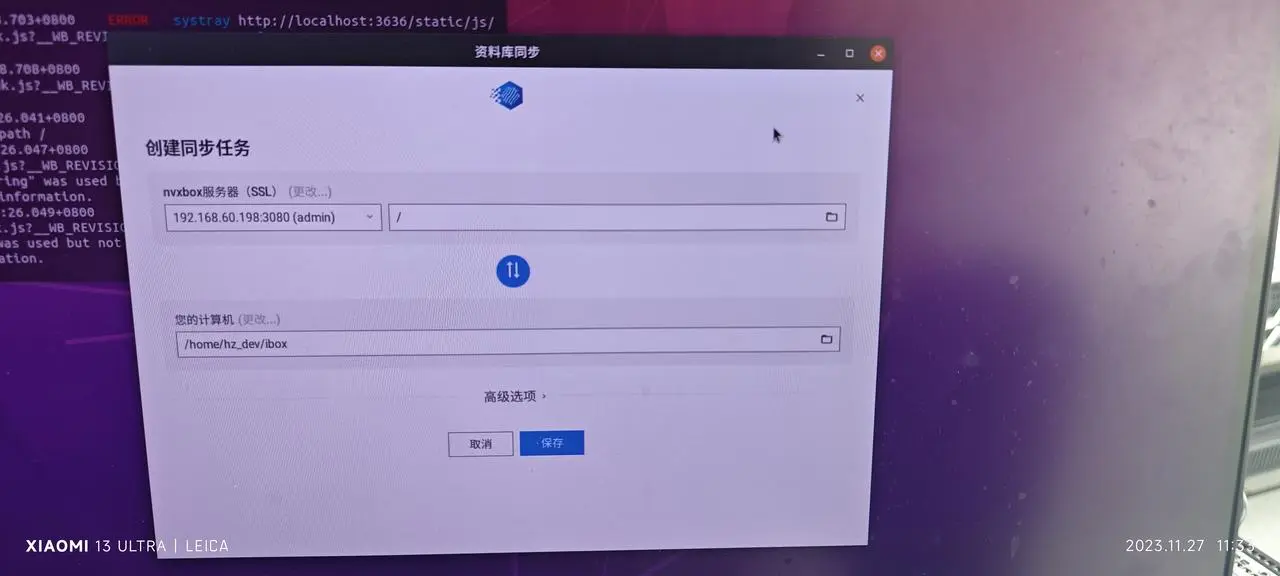 .703+0800 ERROR systray http://localhost:3636/static/js/
k.js?__WB_REVI
8.708+0800
uk.js?__WB_REVI
26.041+0800
path /
26.047+0800
js?__WB_REVISIO
ring" was used b
information.
:26.049+0800
k.js?__WB_REVISIO
was used but not
ation.
资料库同步
创建同步任务
nvxbox服务器（SSL） (更改...)
192.168.60.198:3080 (admin)
/
您的计算机 (更改...)
/home/hz_dev/ibox
高级选项 ›
取消
保存
XIAOMI 13 ULTRA | LEICA
2023.11.27 11:33